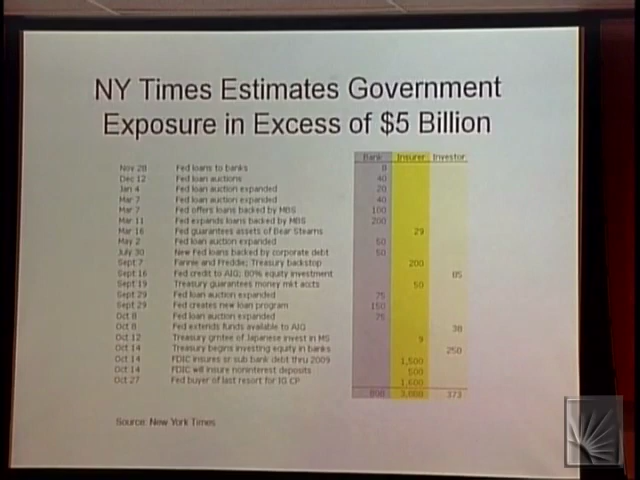 NY Times Estimates Government
Exposure in Excess of $5 Billion
Bank Insurer Investor
Nov 28 Fed loans to banks 8
Dec 12 Fed loan auctions 40
Jan 4 Fed loan auction expanded 20
Mar 7 Fed loan auction expanded 40
Mar 7 Fed offers loans backed by MBS 100
Mar 11 Fed expands loans backed by MBS 200
Mar 16 Fed guarantees assets of Bear Stearns 29
May 2 Fed loan auction expanded 50
July 30 New Fed loans backed by corporate debt 50
Sept 7 Fannie and Freddie; Treasury backstop 200
Sept 16 Fed credit to AIG; 80% equity investment 85
Sept 19 Treasury guarantees money mkt accts 50
Sept 29 Fed loan auction expanded 75
Sept 29 Fed creates new loan program 150
Oct 8 Fed loan auction expanded 75
Oct 8 Fed extends funds available to AIG 38
Oct 12 Treasury grntee of Japanese invest in MS 9
Oct 14 Treasury begins investing equity in banks 250
Oct 14 FDIC insures sr sub bank debt thru 2009 1,500
Oct 14 FDIC will insure noninterest deposits 500
Oct 27 Fed buyer of last resort for IG CP 1,600
373
Source: New York Times